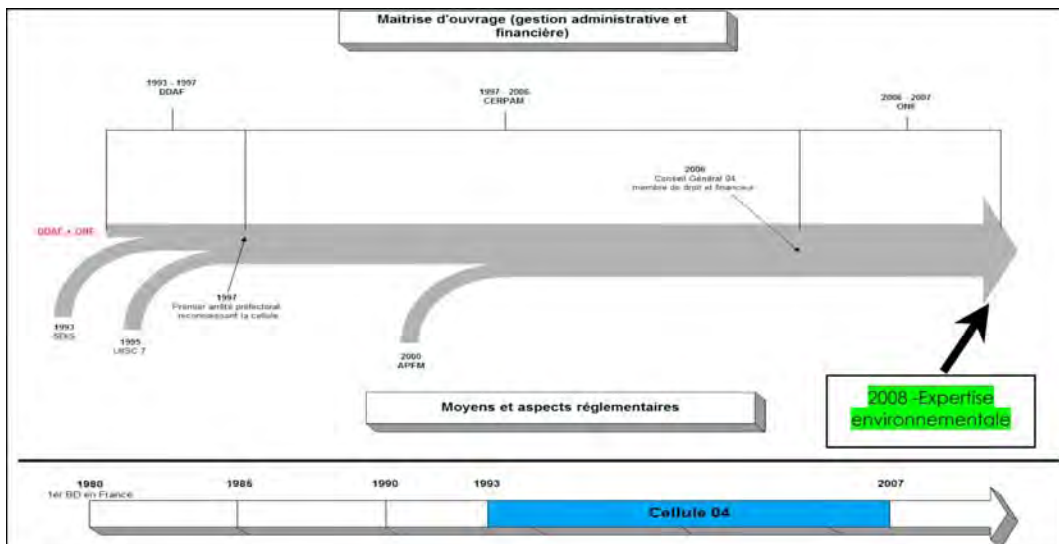 Maitrise d'ouvrage (gestion administrative et
financière)
1993 - 1997
DDAF
1997 - 2006
CERPAM
2006 - 2007
ONF
2006
Conseil Général 04
membre de droit et financeur
DDAF + ONF
1997
Premier arrêté préfectoral
reconnaissant la cellule
1993
SDIS
1995
UIISC 7
2000
APFM
2008 -Expertise
environnementale
Moyens et aspects réglementaires
1980
1er BD en France
1986
1990
1993
2007
Cellule 04